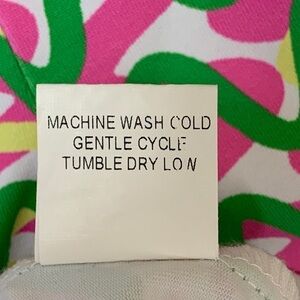 MACHINE WASH COLD
GENTLE CYCLE
TUMBLE DRY LOW